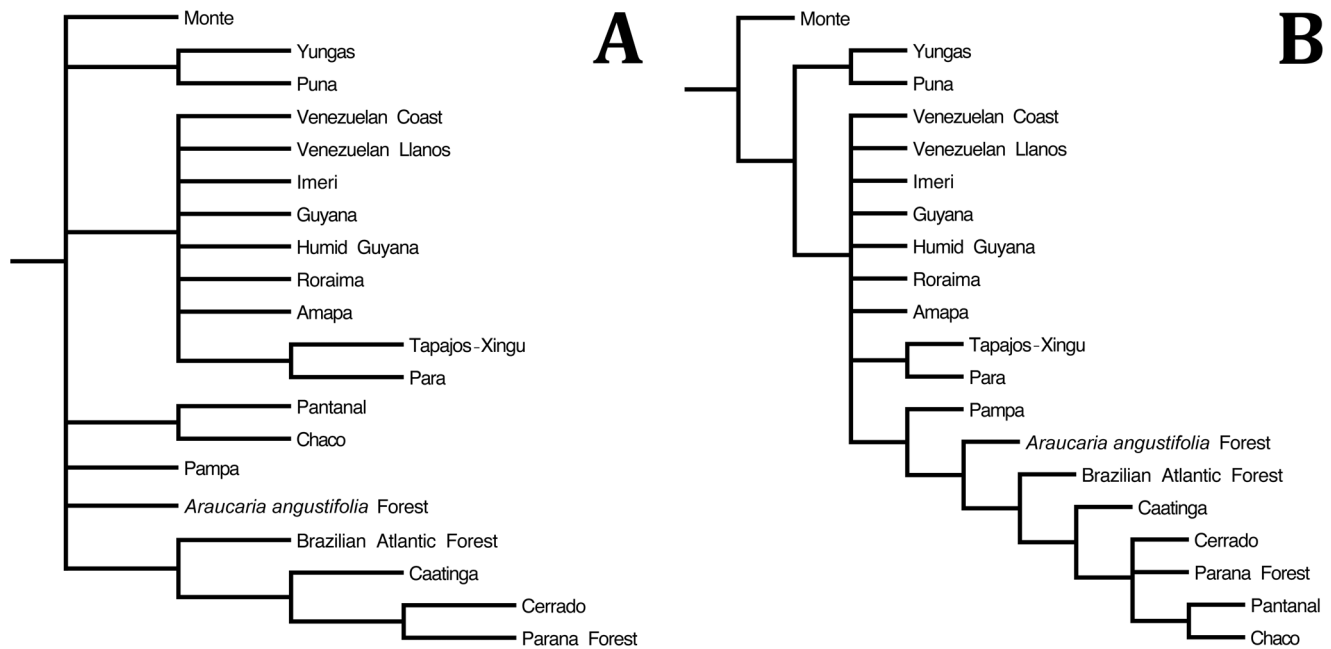 A
Monte
Yungas
Puna
Venezuelan Coast
Venezuelan Llanos
Imeri
Guyana
Humid Guyana
Roraima
Amapa
Tapajos-Xingu
Para
Pantanal
Chaco
Pampa
Araucaria angustifolia Forest
Brazilian Atlantic Forest
Caatinga
Cerrado
Parana Forest
B
Monte
Yungas
Puna
Venezuelan Coast
Venezuelan Llanos
Imeri
Guyana
Humid Guyana
Roraima
Amapa
Tapajos-Xingu
Para
Pampa
Araucaria angustifolia Forest
Brazilian Atlantic Forest
Caatinga
Cerrado
Parana Forest
Pantanal
Chaco